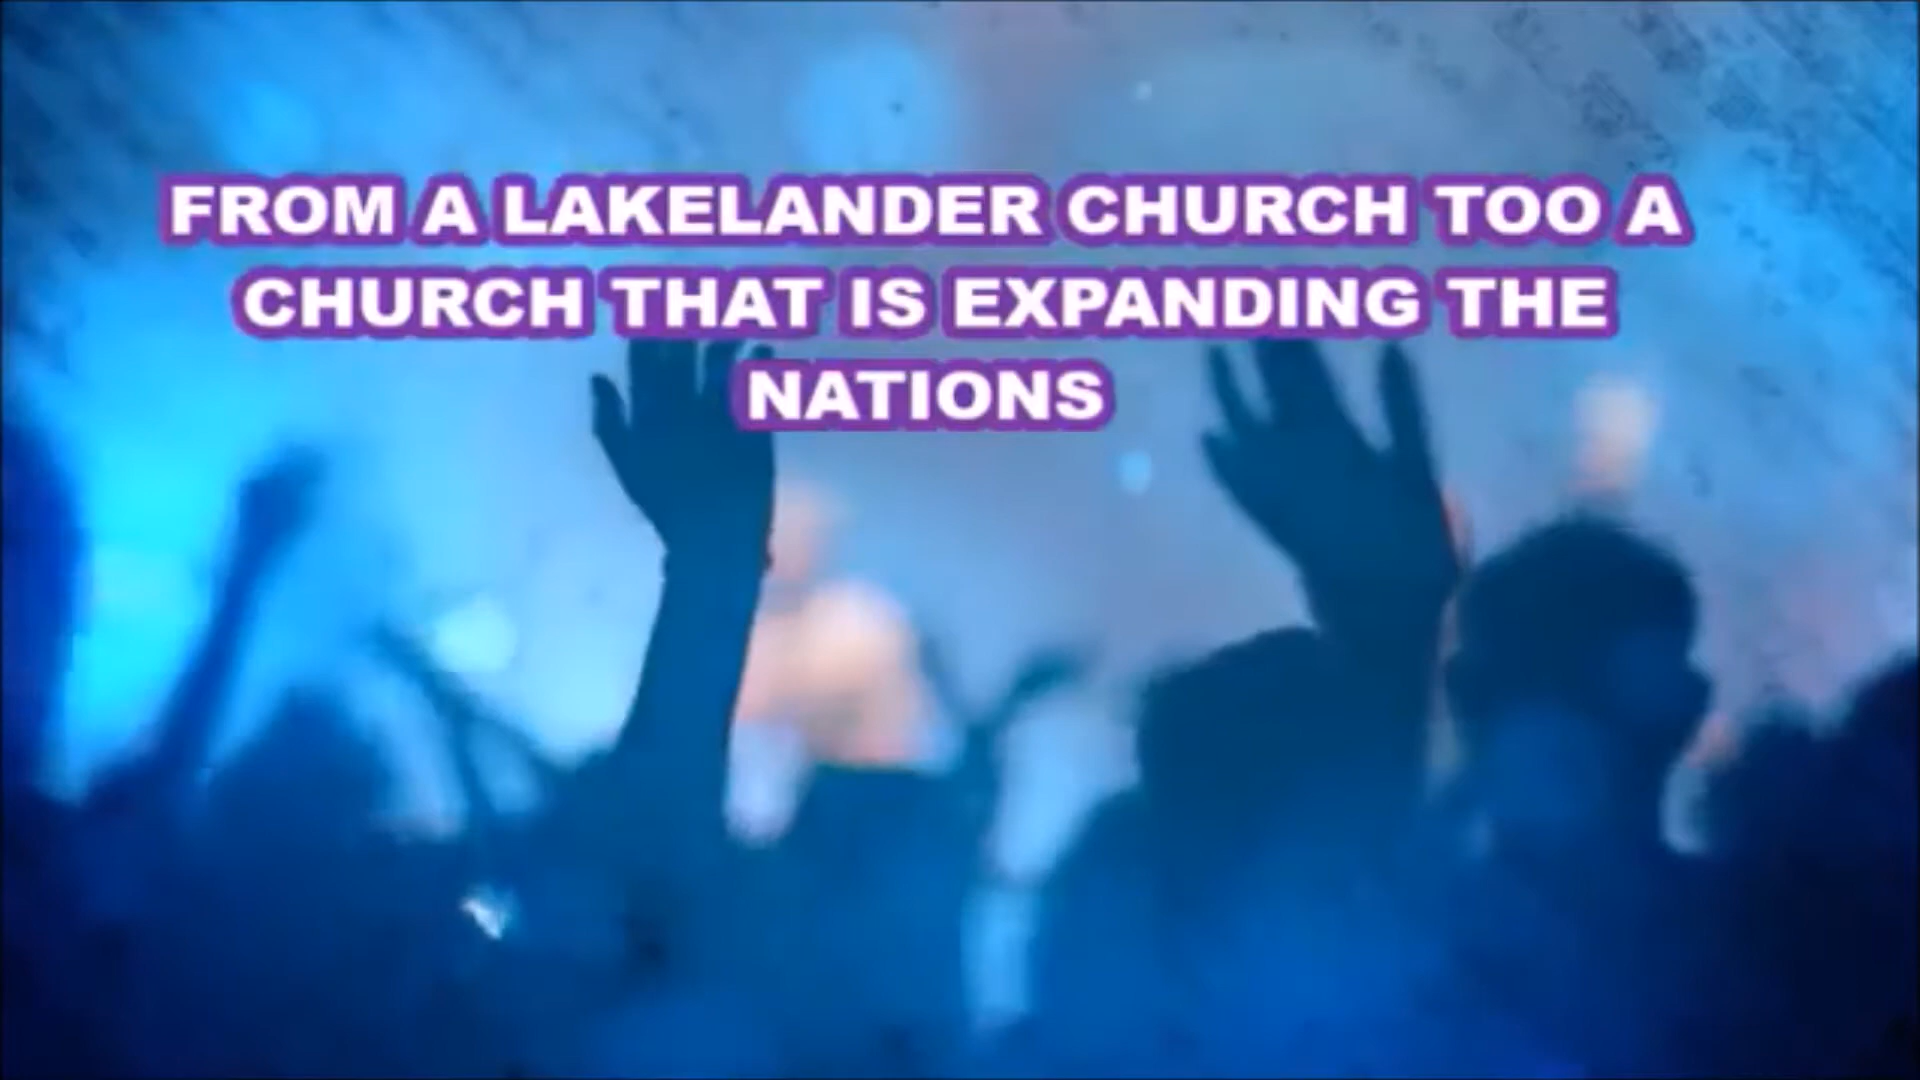 FROM A LAKELANDER CHURCH TOO A
CHURCH THAT IS EXPANDING THE
NATIONS